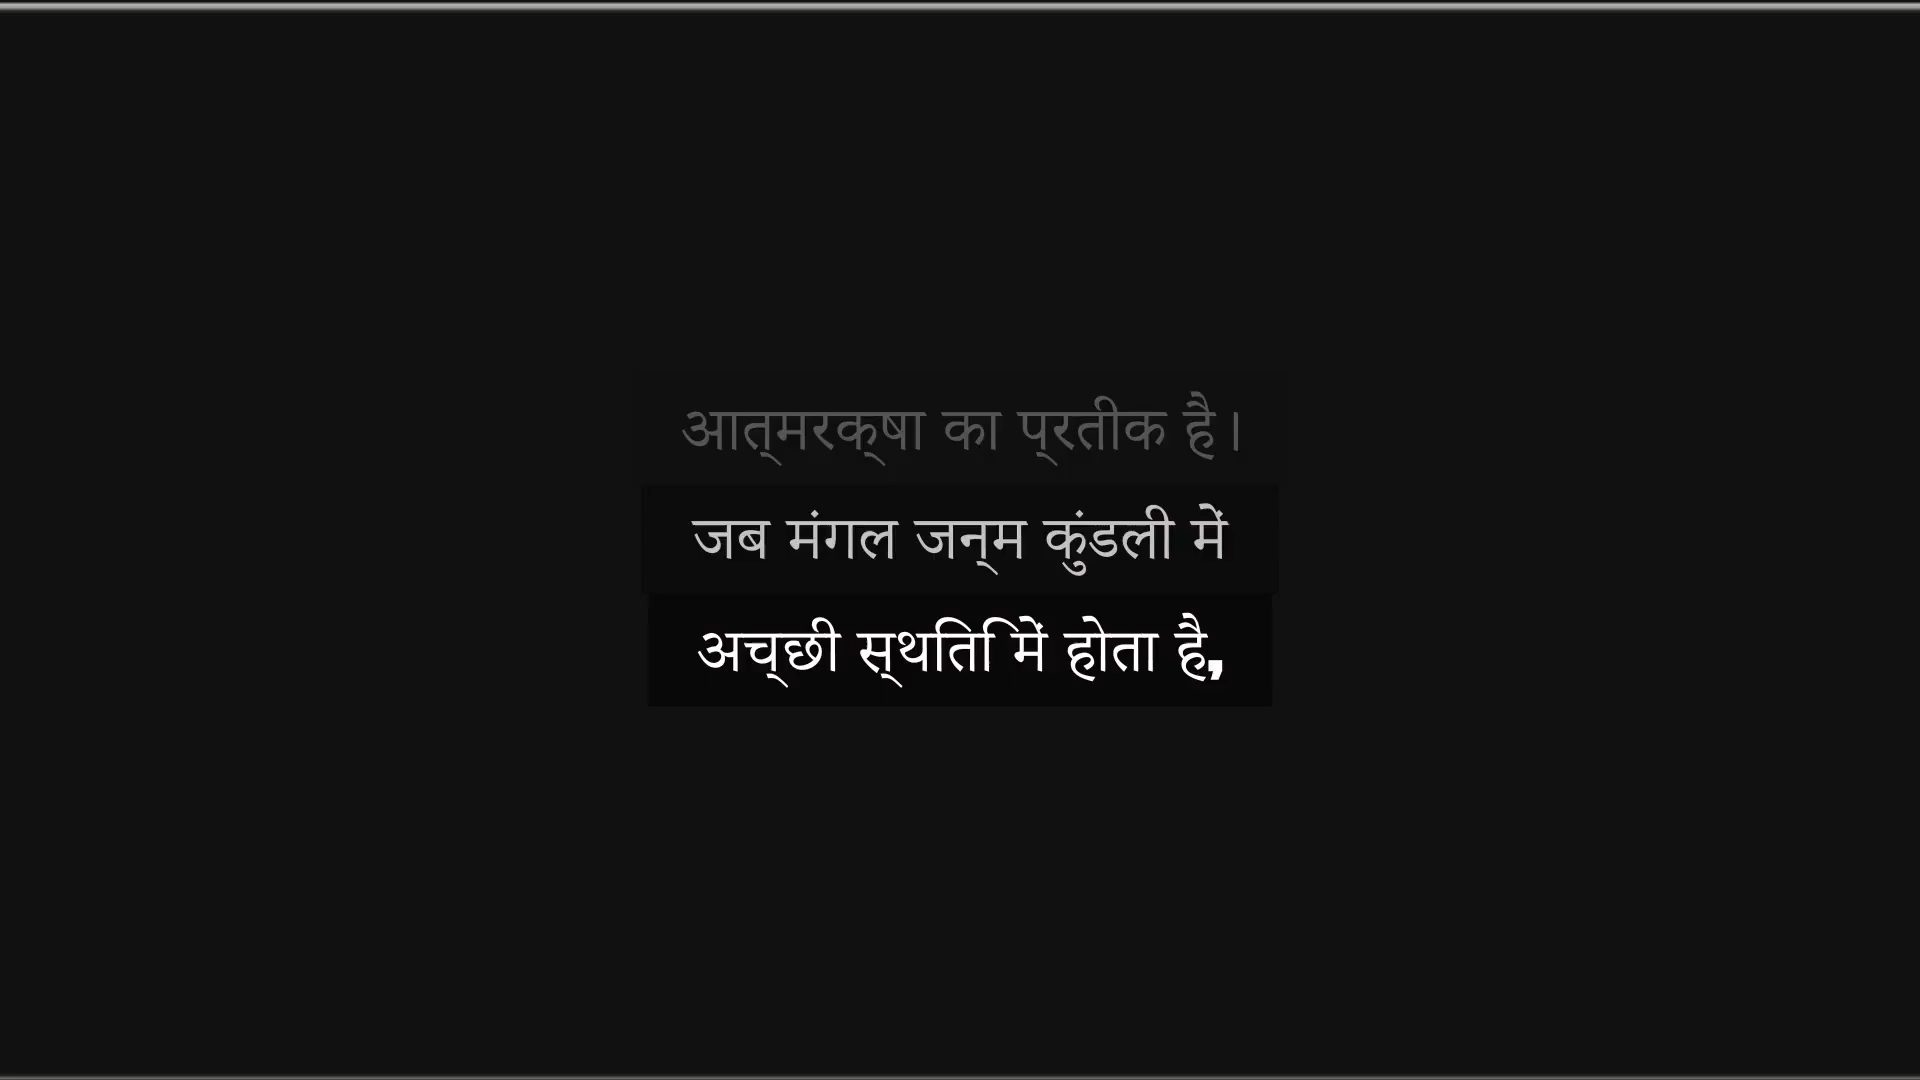 आत्मरक्षा का प्रतीक है।
जब मंगल जन्म कुंडली में
अच्छी स्थिति में होता है,